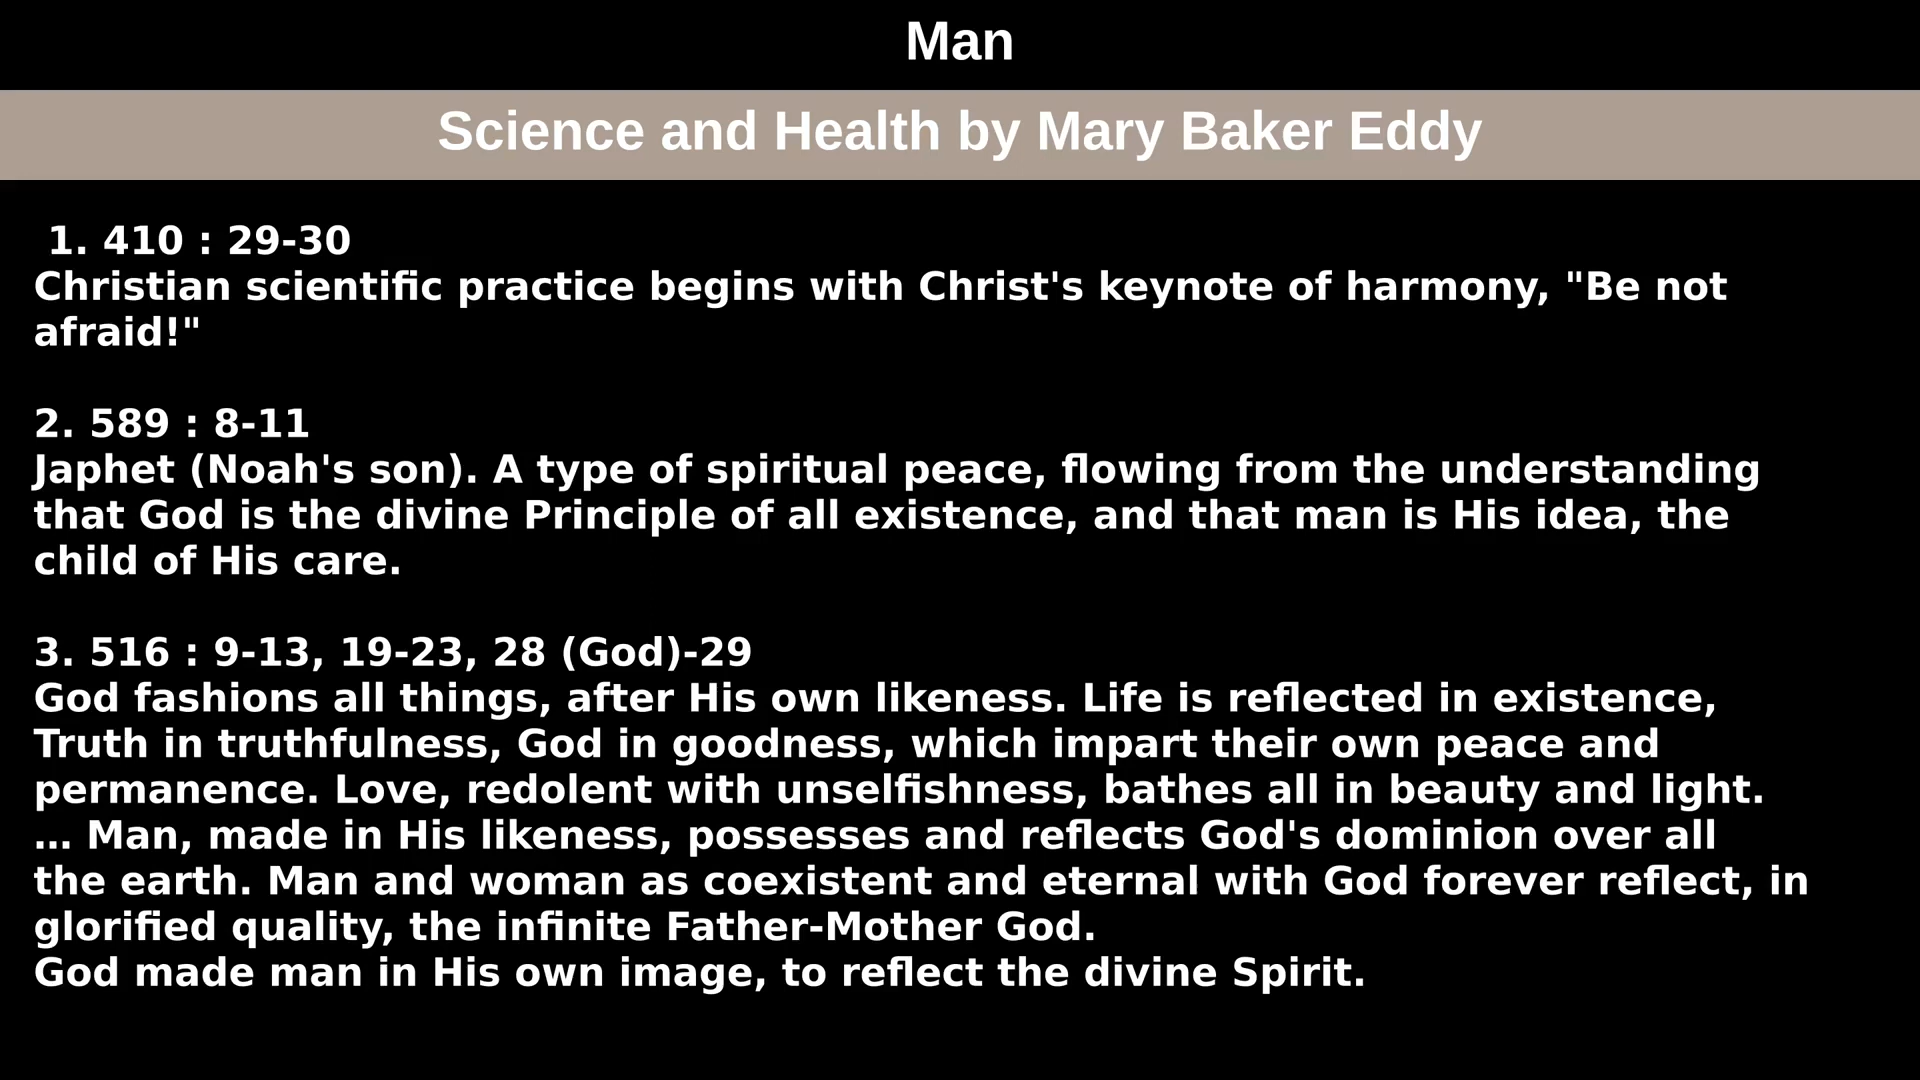 Man
Science and Health by Mary Baker Eddy
1. 410 : 29-30
Christian scientific practice begins with Christ's keynote of harmony, "Be not
afraid!"
2. 589 : 8-11
Japhet (Noah's son). A type of spiritual peace, flowing from the understanding
that God is the divine Principle of all existence, and that man is His idea, the
child of His care.
3. 516 : 9-13, 19-23, 28 (God)-29
God fashions all things, after His own likeness. Life is reflected in existence,
Truth in truthfulness, God in goodness, which impart their own peace and
permanence. Love, redolent with unselfishness, bathes all in beauty and light.
… Man, made in His likeness, possesses and reflects God's dominion over all
the earth. Man and woman as coexistent and eternal with God forever reflect, in
glorified quality, the infinite Father-Mother God.
God made man in His own image, to reflect the divine Spirit.